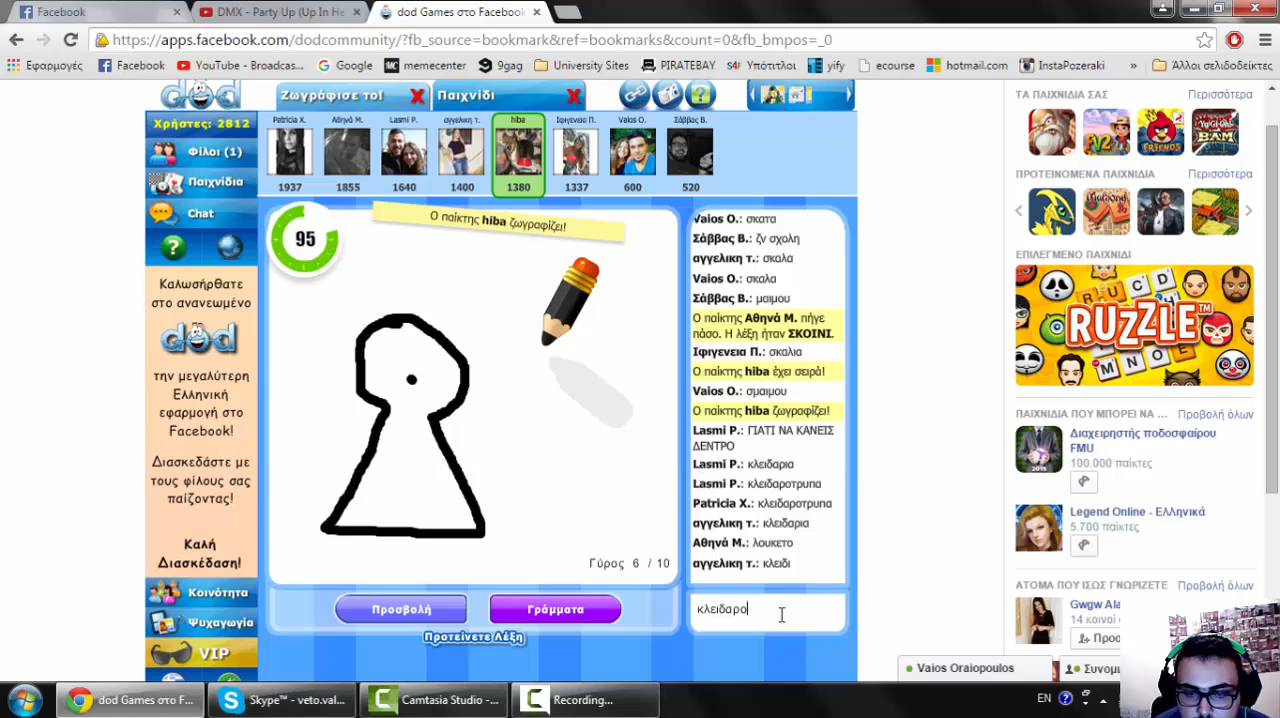 Facebook
DMX - Party Up (Up In He
dod Games στο Facebook
https://apps.facebook.com/dodcommunity/?fb_source=bookmark&ref=bookmarks&count=0&fb_bmpos=_0
Εφαρμογές
Facebook
YouTube - Broadcas...
Google
memecenter
9gag
University Sites
PIRATEBAY
S4F Υπότιτλοι
yify
ecourse
hotmail.com
InstaPozeraki
»
Άλλοι σελιδοδείκτες
dod
Ζωγράφισε το!
Παιχνίδι
Χρήστες: 2812
Φίλοι (1)
Παιχνίδια
Chat
Καλωσήρθατε
στο ανανεωμένο
dod
την μεγαλύτερη
Ελληνική
εφαρμογή στο
Facebook!
Διασκεδάστε με
τους φίλους σας
παίζοντας!
Καλή
Διασκέδαση!
Κοινότητα
Ψυχαγωγία
VIP
Patricia X.
Αθηνά Μ.
Lasmi P.
αγγελικη τ.
hiba
Ιφιγενεια Π.
Vaios O.
Σάββας Β.
1937
1855
1640
1400
1380
1337
600
520
95
Ο παίκτης hiba ζωγραφίζει!
Γύρος 6 / 10
Προσβολή
Γράμματα
Προτείνετε Λέξη
Vaios O.: σκατα
Σάββας Β.: ζν σχολη
αγγελικη τ.: σκαλα
Vaios O.: σκαλα
Σάββας Β.: μαιμου
Ο παίκτης Αθηνά Μ. πήγε
πάσο. Η λέξη ήταν ΣΚΟΙΝΙ.
Ιφιγενεια Π.: σκαλια
Ο παίκτης hiba έχει σειρά!
Vaios O.: σμαιμου
Ο παίκτης hiba ζωγραφίζει!
Lasmi P.: ΓΙΑΤΙ ΝΑ ΚΑΝΕΙΣ
ΔΕΝΤΡΟ
Lasmi P.: κλειδαρια
Lasmi P.: κλειδαροτρυπα
Patricia X.: κλειδαροτρυπα
αγγελικη τ.: κλειδαρια
Αθηνά Μ.: λουκετο
αγγελικη τ.: κλειδι
κλειδαρο
ΤΑ ΠΑΙΧΝΙΔΙΑ ΣΑΣ
Περισσότερα
ΠΡΟΤΕΙΝΟΜΕΝΑ ΠΑΙΧΝΙΔΙΑ
Περισσότερα
ΕΠΙΛΕΓΜΕΝΟ ΠΑΙΧΝΙΔΙ
RUZZLE
ΠΑΙΧΝΙΔΙΑ ΠΟΥ ΜΠΟΡΕΙ ΝΑ ...
Προβολή όλων
Διαχειρηστής ποδοσφαίρου
FMU
100.000 παίκτες
Legend Online - Ελληνικά
5.700 παίκτες
ΑΤΟΜΑ ΠΟΥ ΙΣΩΣ ΓΝΩΡΙΖΕΤΕ
Προβολή όλων
Gwgw Ala
14 κοινοί
Προσ
Vaios Oraiopoulos
Συνομι
dod Games στο F...
Skype™ - veto.val...
Camtasia Studio -...
Recording...
EN